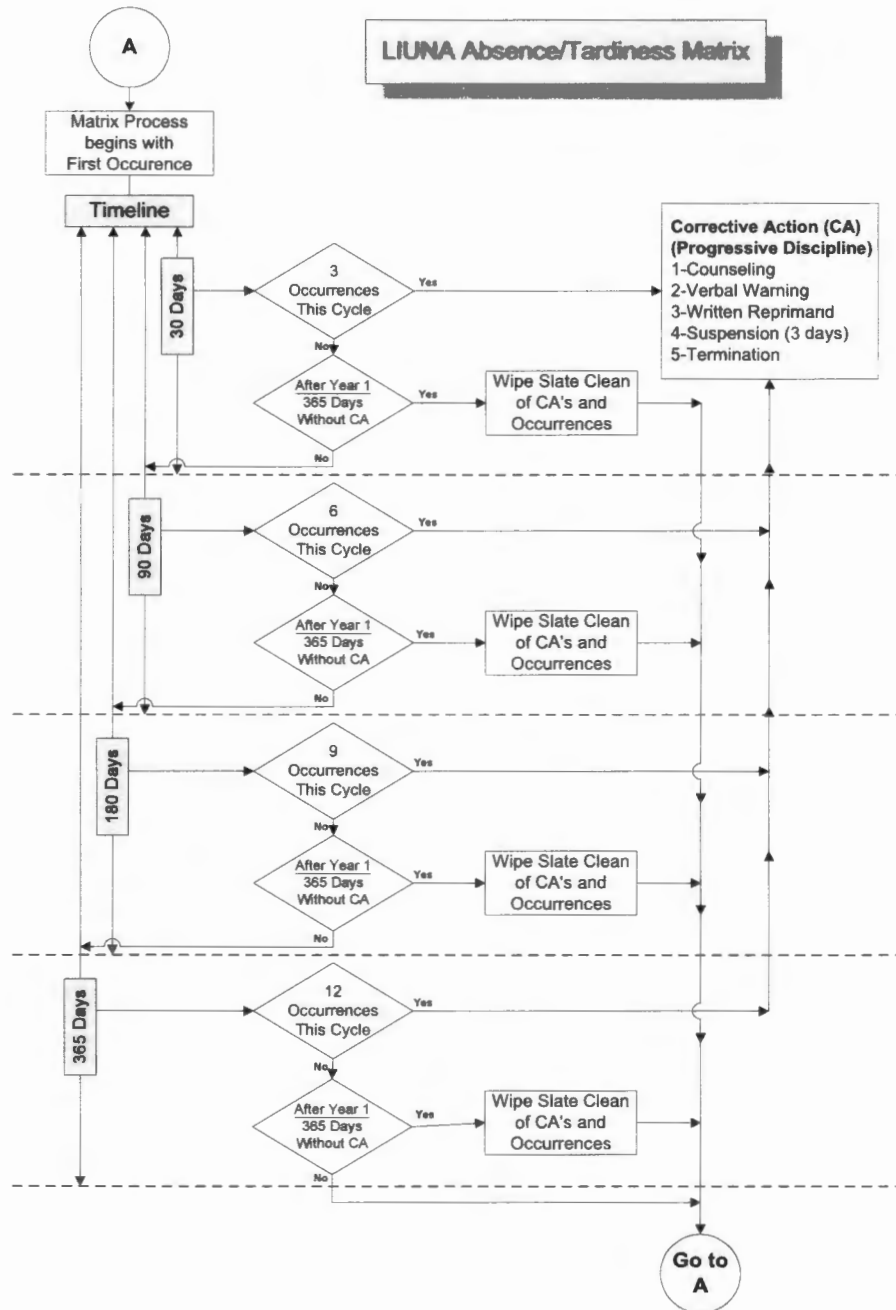 LIUNA Absence/Tardiness Matrix
A
Matrix Process
begins with
First Occurence
Timeline
Corrective Action (CA)
(Progressive Discipline)
1-Counseling
2-Verbal Warning
3-Written Reprimand
4-Suspension (3 days)
5-Termination
30 Days
3
Occurrences
This Cycle
Yes
No
After Year 1
365 Days
Without CA
Yes
Wipe Slate Clean
of CA's and
Occurrences
No
90 Days
6
Occurrences
This Cycle
Yes
No
After Year 1
365 Days
Without CA
Yes
Wipe Slate Clean
of CA's and
Occurrences
No
180 Days
9
Occurrences
This Cycle
Yes
No
After Year 1
365 Days
Without CA
Yes
Wipe Slate Clean
of CA's and
Occurrences
No
365 Days
12
Occurrences
This Cycle
Yes
No
After Year 1
365 Days
Without CA
Yes
Wipe Slate Clean
of CA's and
Occurrences
No
Go to
A